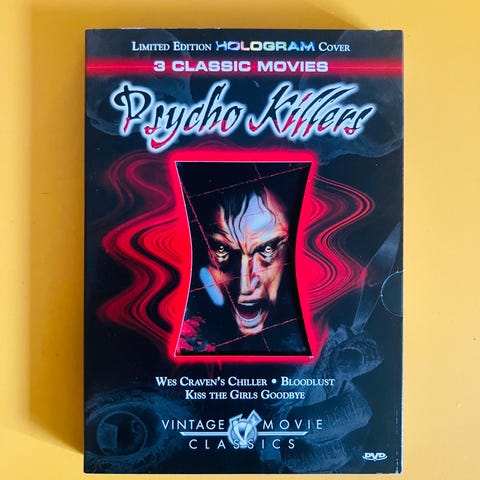 LIMITED EDITION HOLOGRAM COVER
3 CLASSIC MOVIES
Psycho Killers
WES CRAVEN'S CHILLER • BLOODLUST
KISS THE GIRLS GOODBYE
VINTAGE MOVIE
CLASSICS
DVD